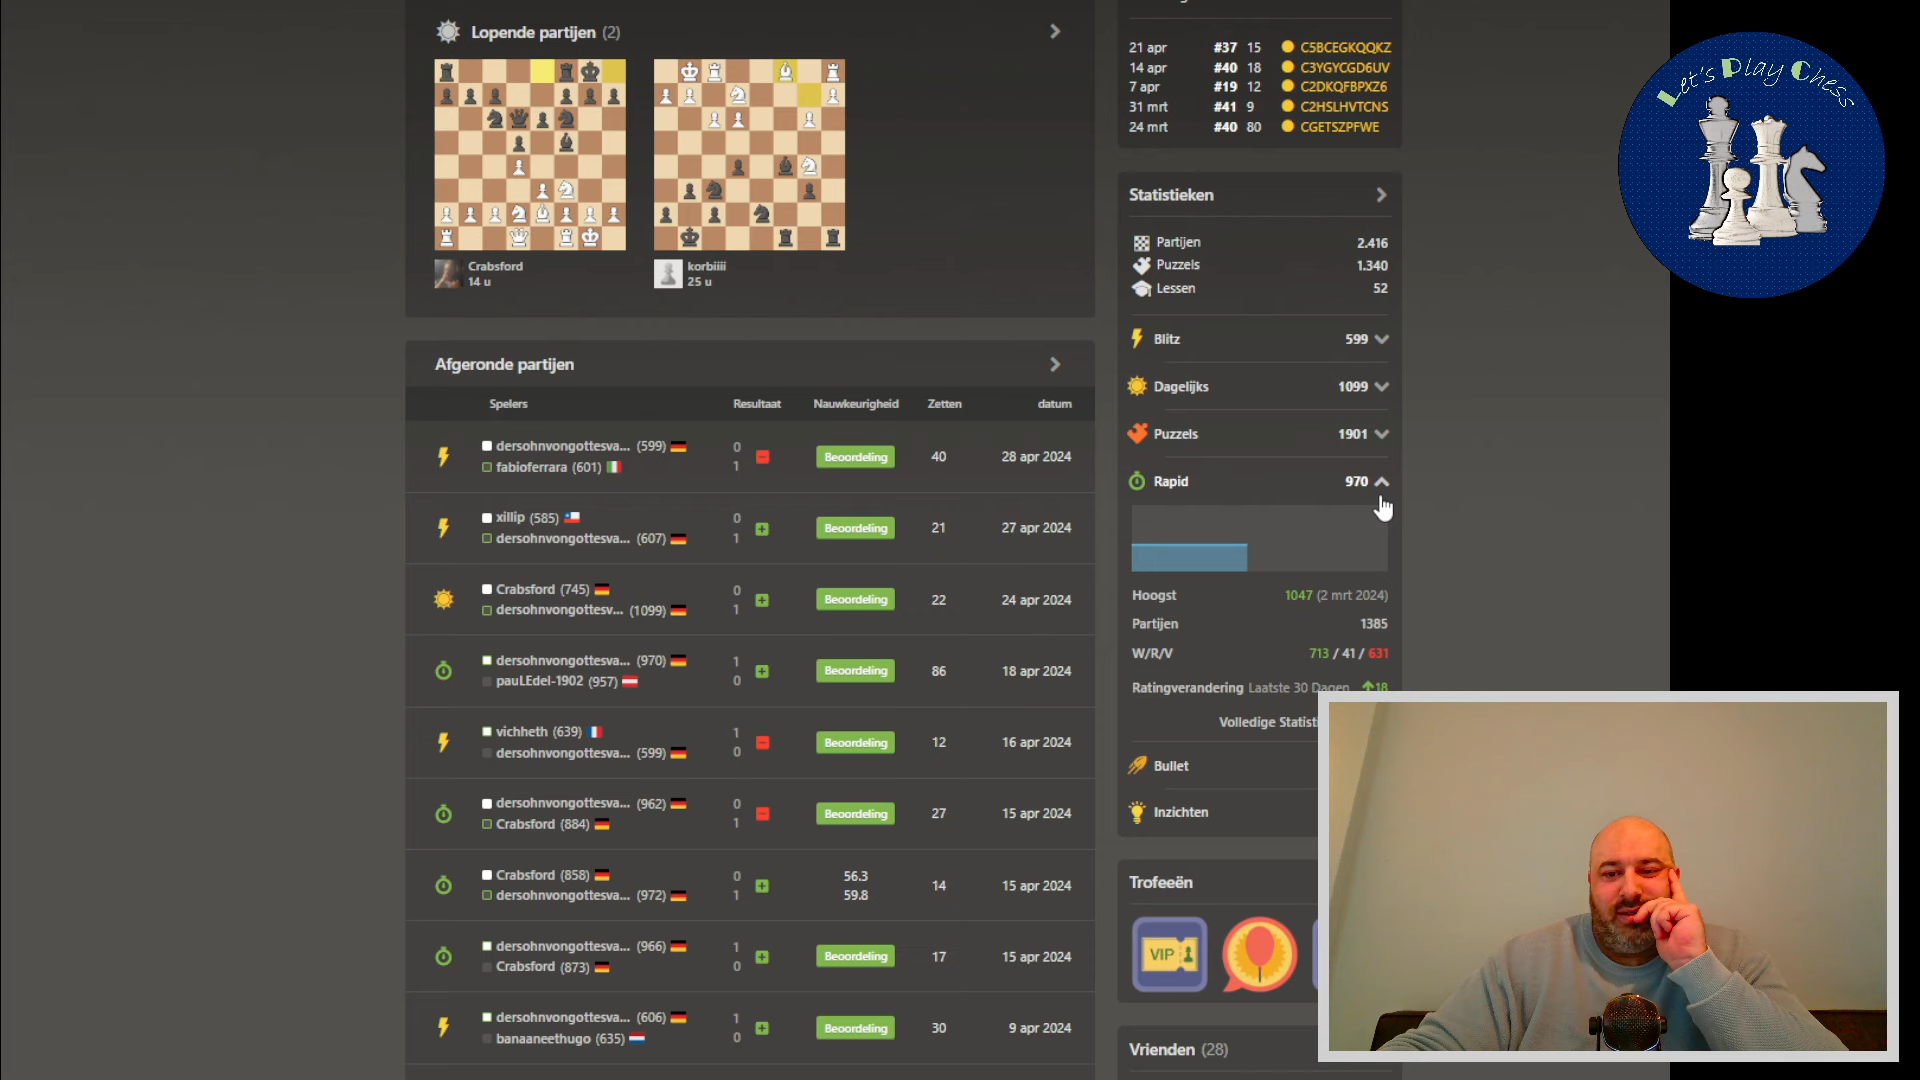 Lopende partijen (2)
Crabsford
14 u
korbiiii
25 u
21 apr #37 15 C5BCEGKQQKZ
14 apr #40 18 C3YGYCGD6UV
7 apr #19 12 C2DKQFBPXZ6
31 mrt #41 9 C2HSLHVTCNS
24 mrt #40 80 CGETSZPFWE
Let's Play Chess
Statistieken
Partijen 2.416
Puzzels 1.340
Lessen 52
Blitz 599
Dagelijks 1099
Puzzels 1901
Rapid 970
Hoogst 1047 (2 mrt 2024)
Partijen 1385
W/R/V 713 / 41 / 631
Ratingverandering Laatste 30 Dagen 18
Volledige Statisti
Bullet
Inzichten
Trofeeën
VIP
Vrienden (28)
Afgeronde partijen
Spelers Resultaat Nauwkeurigheid Zetten datum
dersohnvongottesva... (599) 0
fabioferrara (601) 1
Beoordeling 40 28 apr 2024
xillip (585) 0
dersohnvongottesva... (607) 1
Beoordeling 21 27 apr 2024
Crabsford (745) 0
dersohnvongottesv... (1099) 1
Beoordeling 22 24 apr 2024
dersohnvongottesva... (970) 1
pauLEdel-1902 (957) 0
Beoordeling 86 18 apr 2024
vichheth (639) 1
dersohnvongottesva... (599) 0
Beoordeling 12 16 apr 2024
dersohnvongottesva... (962) 0
Crabsford (884) 1
Beoordeling 27 15 apr 2024
Crabsford (858) 0 56.3
dersohnvongottesva... (972) 1 59.8
14 15 apr 2024
dersohnvongottesva... (966) 1
Crabsford (873) 0
Beoordeling 17 15 apr 2024
dersohnvongottesva... (606) 1
banaaneethugo (635) 0
Beoordeling 30 9 apr 2024